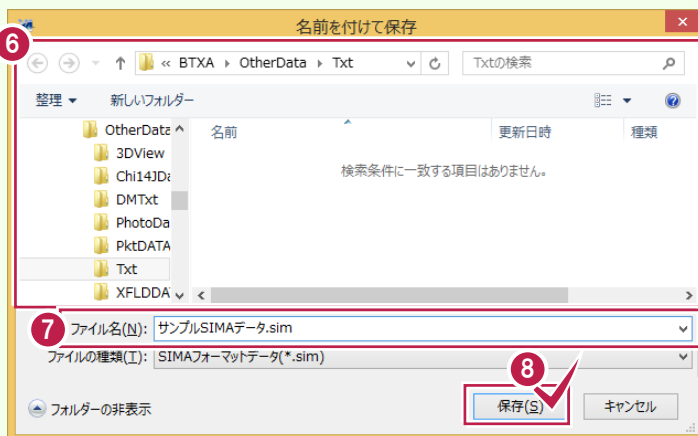 名前を付けて保存
6
« BTXA OtherData Txt Txtの検索
整理 新しいフォルダー
OtherData 名前 更新日時 種類
3DView
検索条件に一致する項目はありません。
Chi14JDa
DMTxt
PhotoDa
PktDATA
Txt
XFLDDA
7 ファイル名(N): サンプルSIMAデータ.sim
ファイルの種類(T): SIMAフォーマットデータ(*.sim)
8
フォルダーの非表示 保存(S) キャンセル